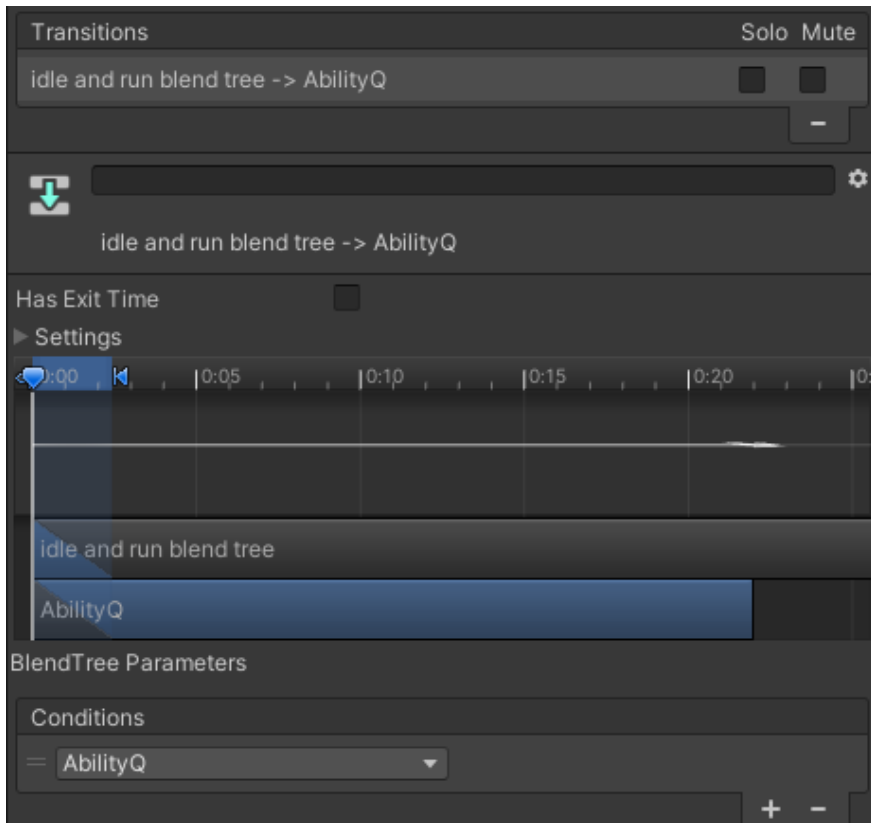 Transitions Solo Mute
idle and run blend tree -> AbilityQ
idle and run blend tree -> AbilityQ
Has Exit Time
Settings
0:00 0:05 0:10 0:15 0:20 0:
idle and run blend tree
AbilityQ
BlendTree Parameters
Conditions
AbilityQ